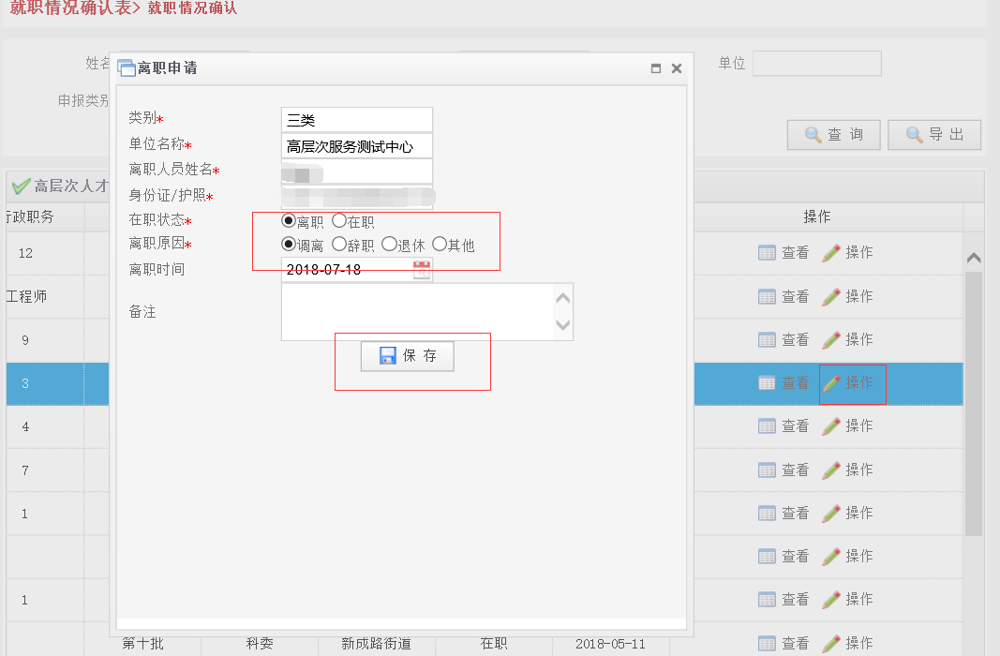 就职情况确认表> 就职情况确认
姓名
单位
申报类别
查 询
导 出
离职申请
类别*
三类
单位名称*
高层次服务测试中心
离职人员姓名*
身份证/护照*
在职状态*
离职 在职
离职原因*
调离 辞职 退休 其他
离职时间
2018-07-18
备注
保 存
高层次人才
行政职务
操作
12
查看 操作
工程师
查看 操作
9
查看 操作
3
查看 操作
4
查看 操作
7
查看 操作
1
查看 操作
查看 操作
1
查看 操作
第十批 科委 新成路街道 在职 2018-05-11 查看 操作